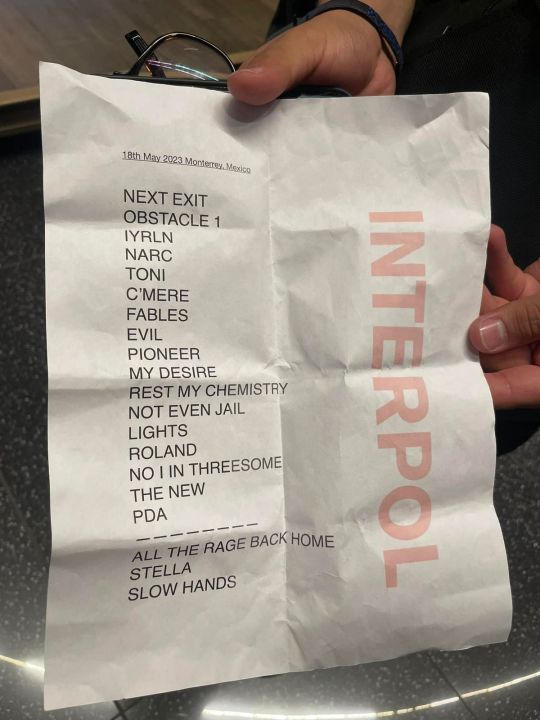 18th May 2023 Monterrey, Mexico
NEXT EXIT
OBSTACLE 1
IYRLN
NARC
TONI
C'MERE
FABLES
EVIL
PIONEER
MY DESIRE
REST MY CHEMISTRY
NOT EVEN JAIL
LIGHTS
ROLAND
NO I IN THREESOME
THE NEW
PDA
_ _ _ _ _ _ _ _
ALL THE RAGE BACK HOME
STELLA
SLOW HANDS
INTERPOL